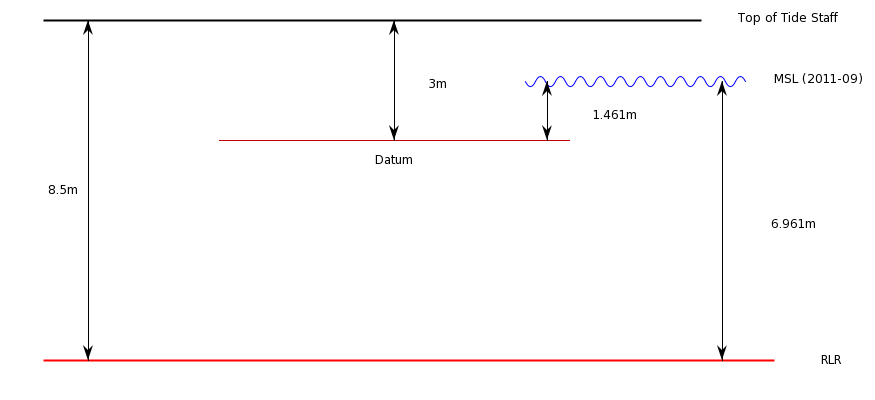 Top of Tide Staff
MSL (2011-09)
3m
1.461m
Datum
8.5m
6.961m
RLR